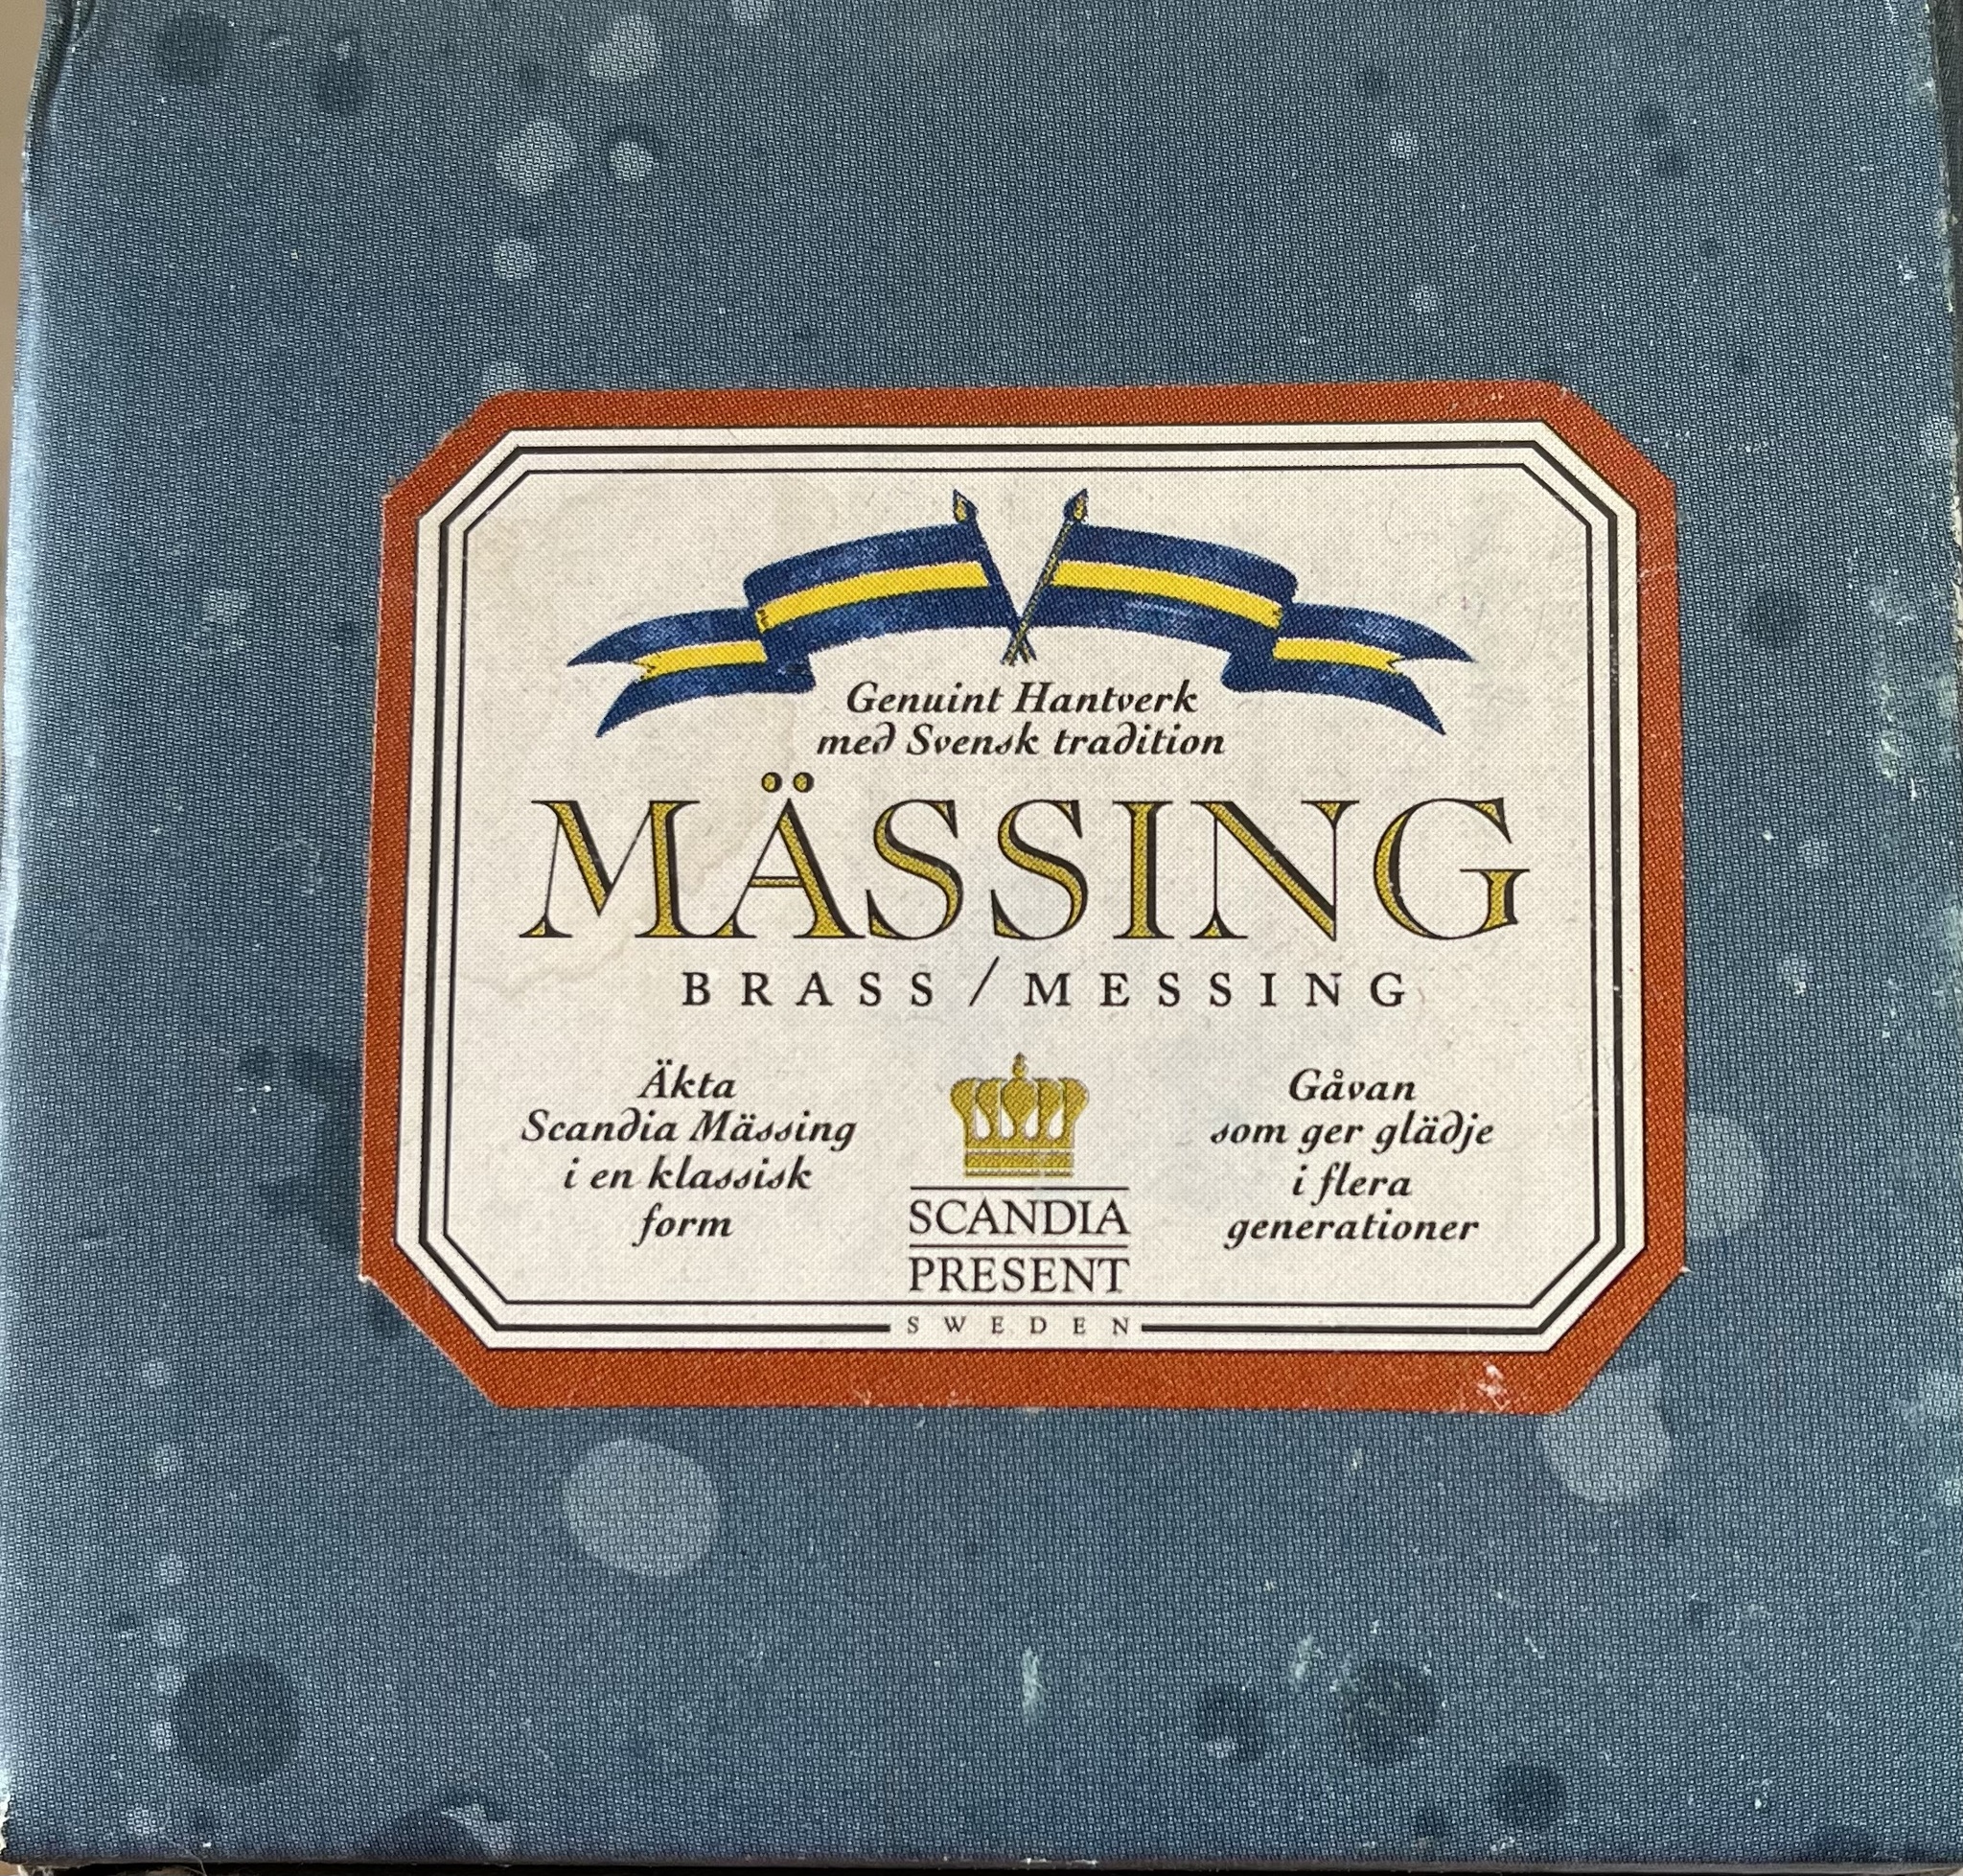 Genuint Hantverk
med Svensk tradition
MÄSSING
BRASS/MESSING
Äkta
Scandia Mässing
i en klassisk
form
SCANDIA
PRESENT
SWEDEN
Gåvan
som ger glädje
i flera
generationer